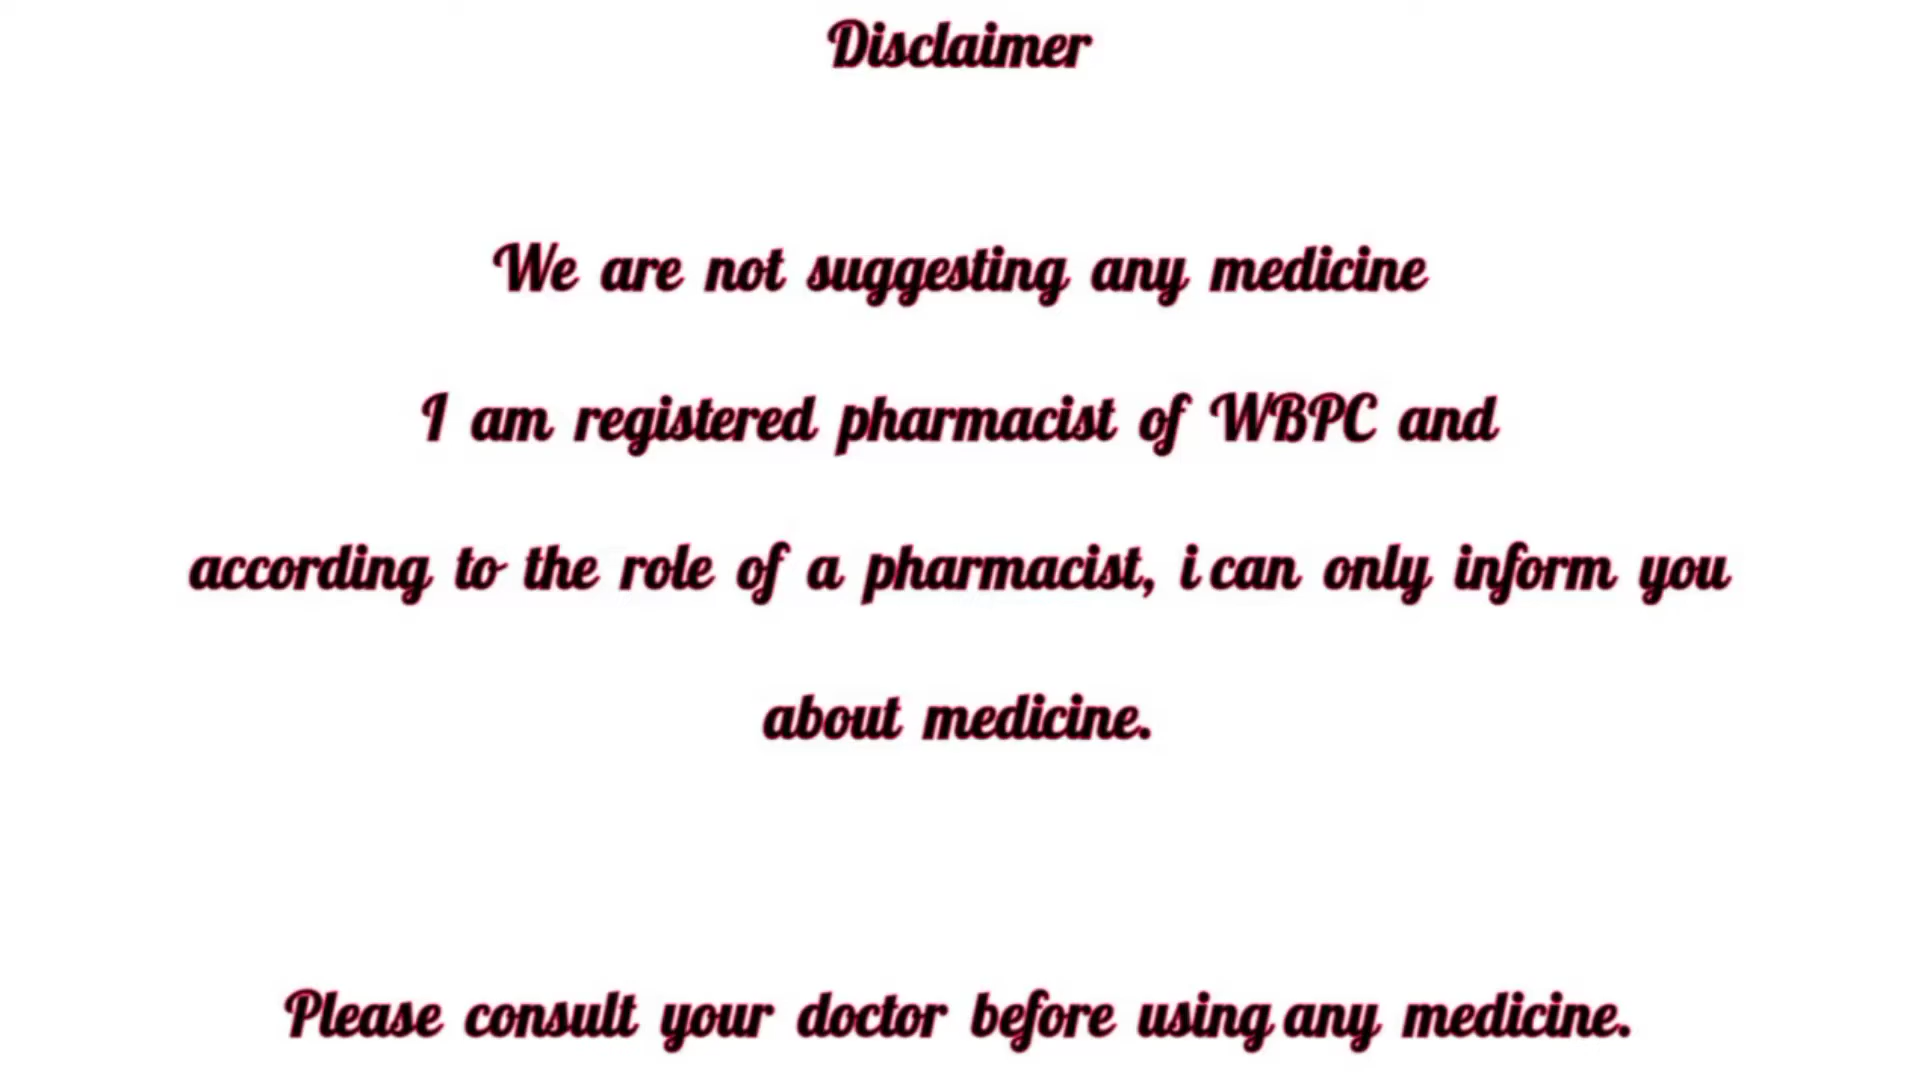 Disclaimer
We are not suggesting any medicine
I am registered pharmacist of WBPC and
according to the role of a pharmacist, i can only inform you
about medicine.
Please consult your doctor before using any medicine.